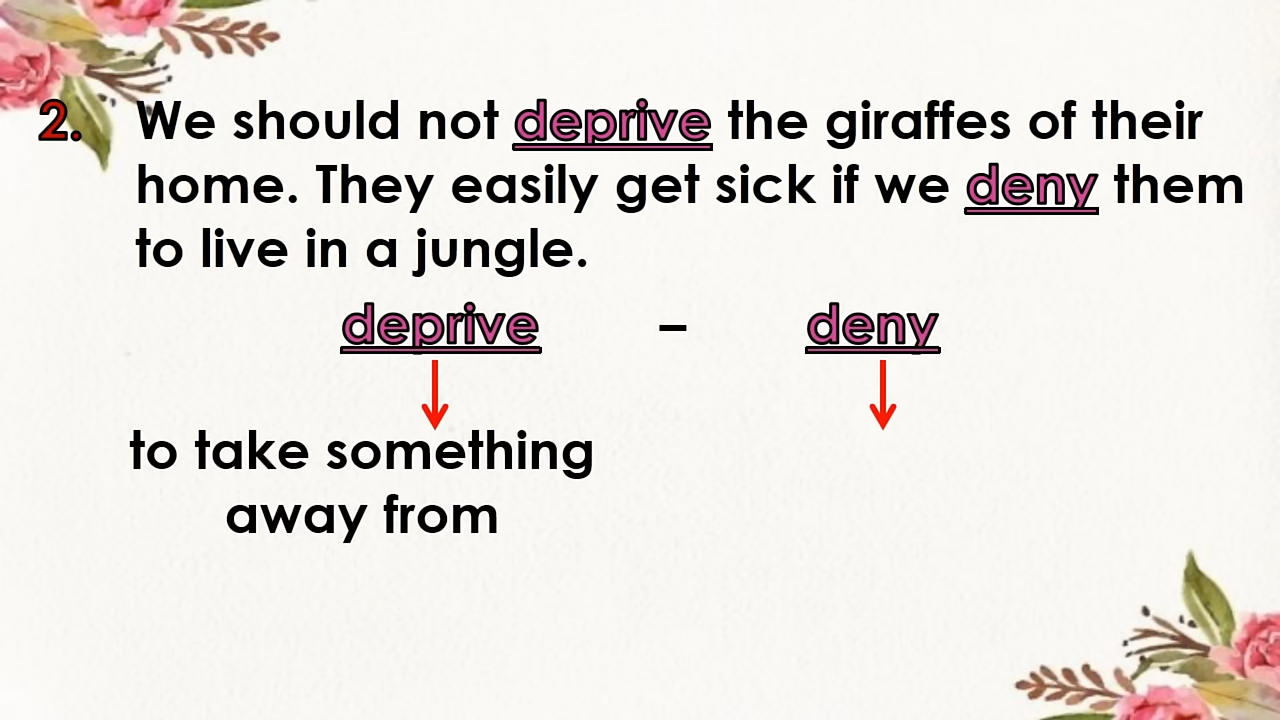 2. We should not deprive the giraffes of their
home. They easily get sick if we deny them
to live in a jungle.
deprive – deny
to take something
away from